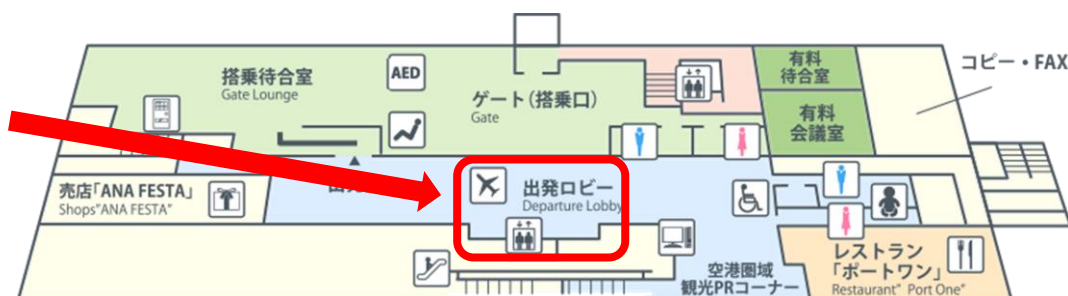 搭乗待合室
Gate Lounge
AED
ゲート(搭乗口)
Gate
有料
待合室
有料
会議室
コピー・FAX
売店「ANA FESTA」
Shops"ANA FESTA"
出発ロビー
Departure Lobby
空港圏域
観光PRコーナー
レストラン
「ポートワン」
Restaurant" Port One"